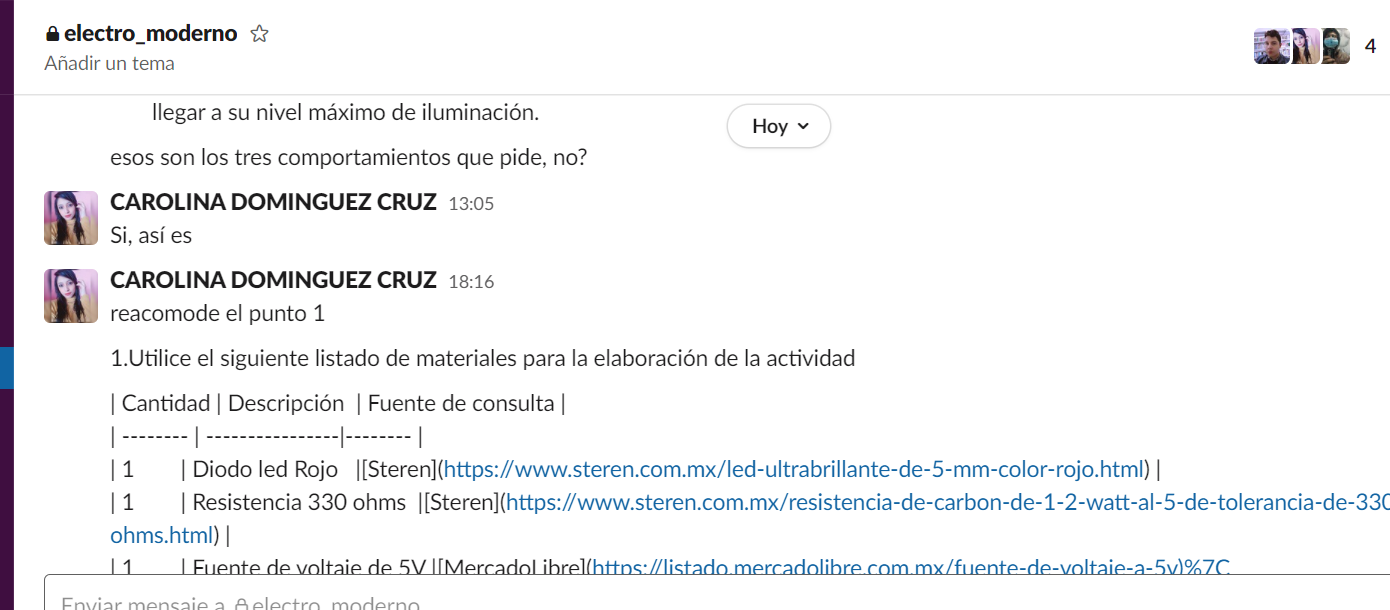 electro_moderno
Añadir un tema
4
llegar a su nivel máximo de iluminación.
Hoy
esos son los tres comportamientos que pide, no?
CAROLINA DOMINGUEZ CRUZ 13:05
Si, así es
CAROLINA DOMINGUEZ CRUZ 18:16
reacomode el punto 1
1.Utilice el siguiente listado de materiales para la elaboración de la actividad
| Cantidad | Descripción | Fuente de consulta |
| -------- | ----------------|-------- |
| 1 | Diodo led Rojo |[Steren](https://www.steren.com.mx/led-ultrabrillante-de-5-mm-color-rojo.html) |
| 1 | Resistencia 330 ohms |[Steren](https://www.steren.com.mx/resistencia-de-carbon-de-1-2-watt-al-5-de-tolerancia-de-330
ohms.html) |
| 1 | Fuente de voltaje de 5V |[MercadoLibre](https://listado.mercadolibre.com.mx/fuente-de-voltaje-a-5v)%7C
Enviar mensaje a electro_moderno